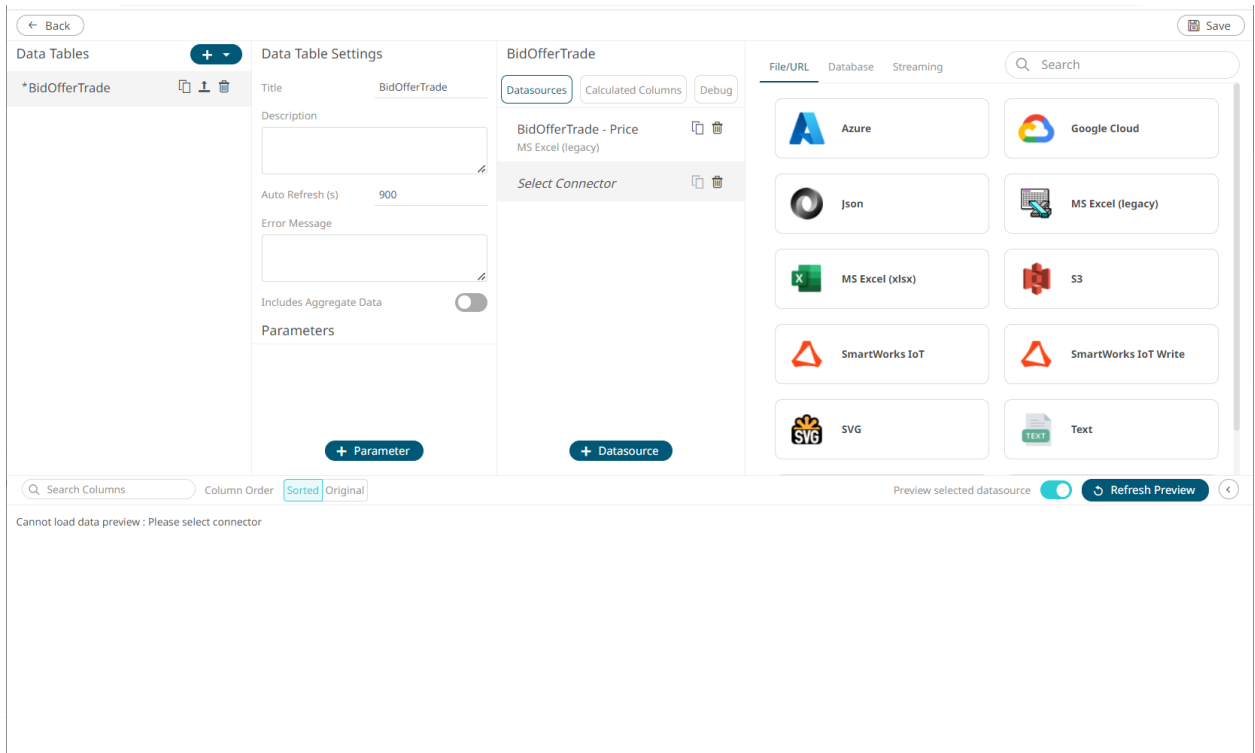 Back
Save
Data Tables
Data Table Settings
BidOfferTrade
File/URL
Database
Streaming
Search
*BidOfferTrade
Title
BidOfferTrade
Datasources
Calculated Columns
Debug
Description
BidOfferTrade - Price
MS Excel (legacy)
Select Connector
Auto Refresh (s)
900
Error Message
Includes Aggregate Data
Parameters
+ Parameter
+ Datasource
Azure
Google Cloud
Json
MS Excel (legacy)
MS Excel (xlsx)
S3
SmartWorks IoT
SmartWorks IoT Write
SVG
SVG
TEXT
Text
Search Columns
Column Order
Sorted
Original
Preview selected datasource
Refresh Preview
Cannot load data preview : Please select connector